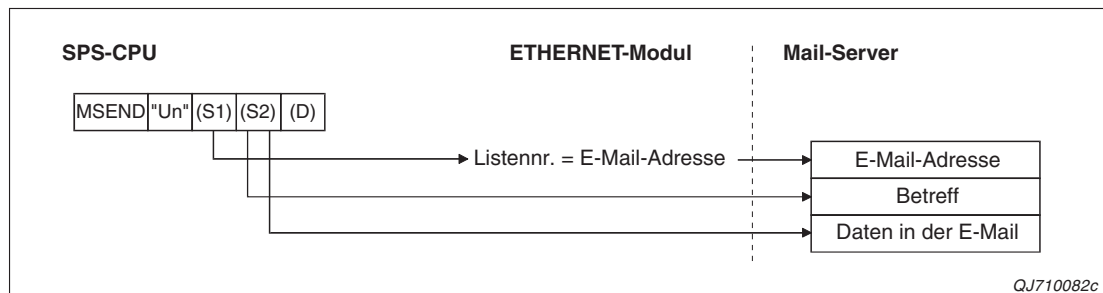 SPS-CPU ETHERNET-Modul Mail-Server
MSEND "Un" (S1) (S2) (D)
Listennr. = E-Mail-Adresse E-Mail-Adresse
Betreff
Daten in der E-Mail
QJ710082c